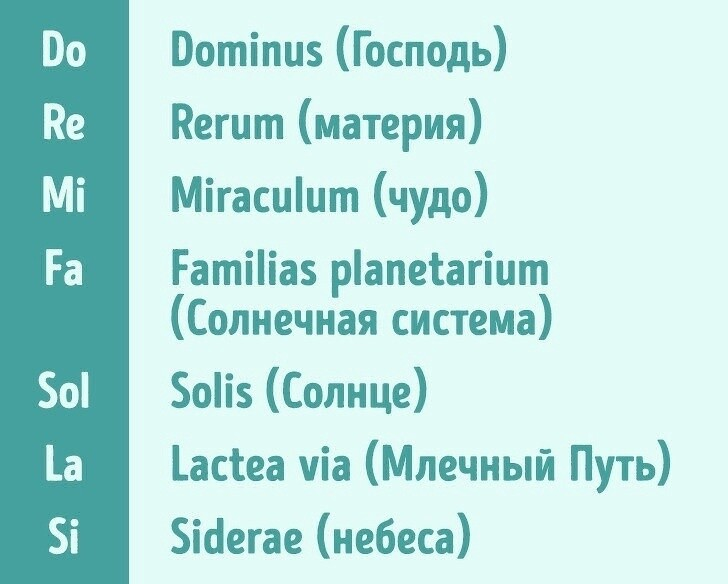 Do Dominus (Господь)
Re Rerum (материя)
Mi Miraculum (чудо)
Fa Familias planetarium
(Солнечная система)
Sol Solis (Солнце)
La Lactea via (Млечный Путь)
Si Siderae (небеса)